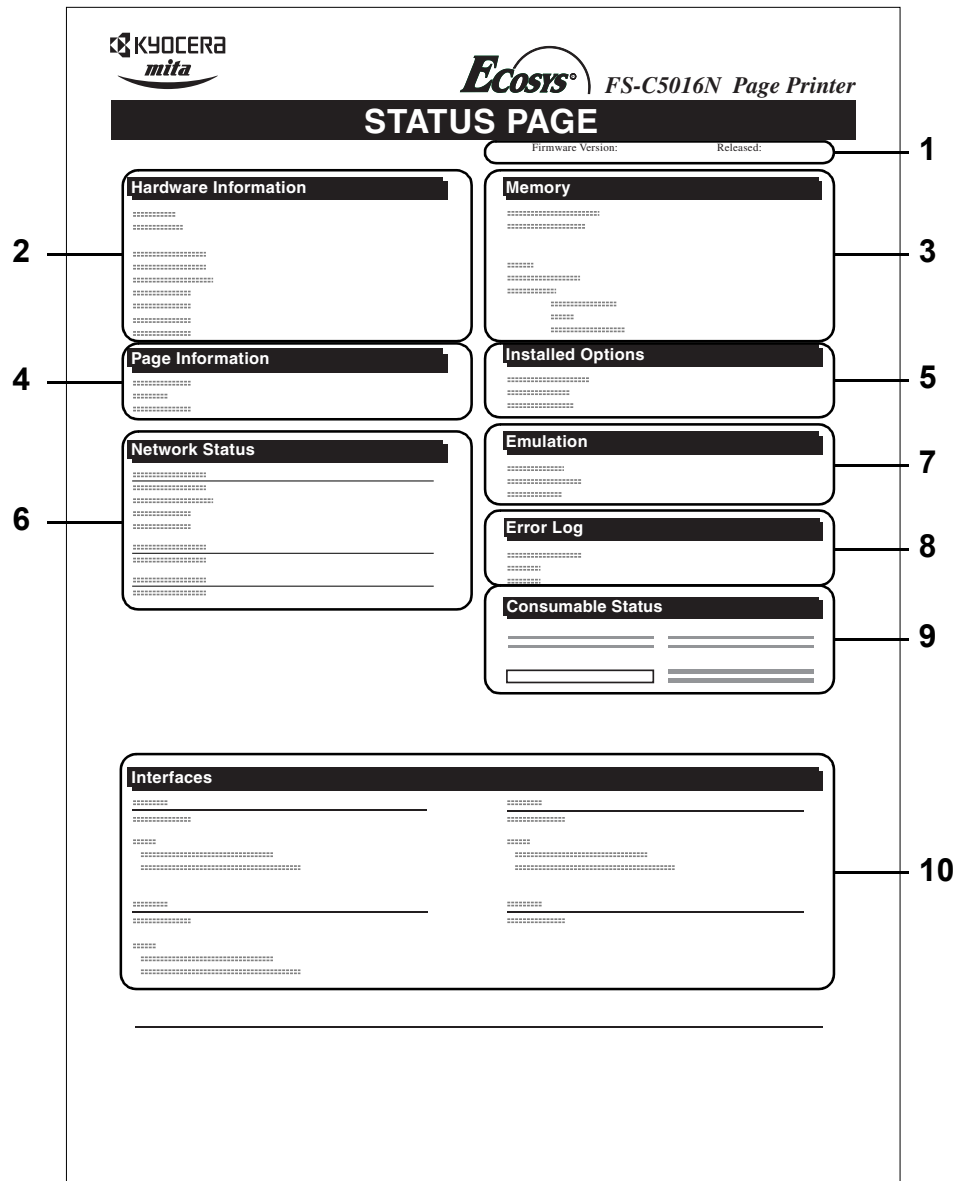 KYOCERA
mita
Ecosys FS-C5016N Page Printer
STATUS PAGE
Firmware Version: Released:
1
Hardware Information
2
Memory
3
Page Information
4
Installed Options
5
Network Status
6
Emulation
7
Error Log
8
Consumable Status
9
Interfaces
10